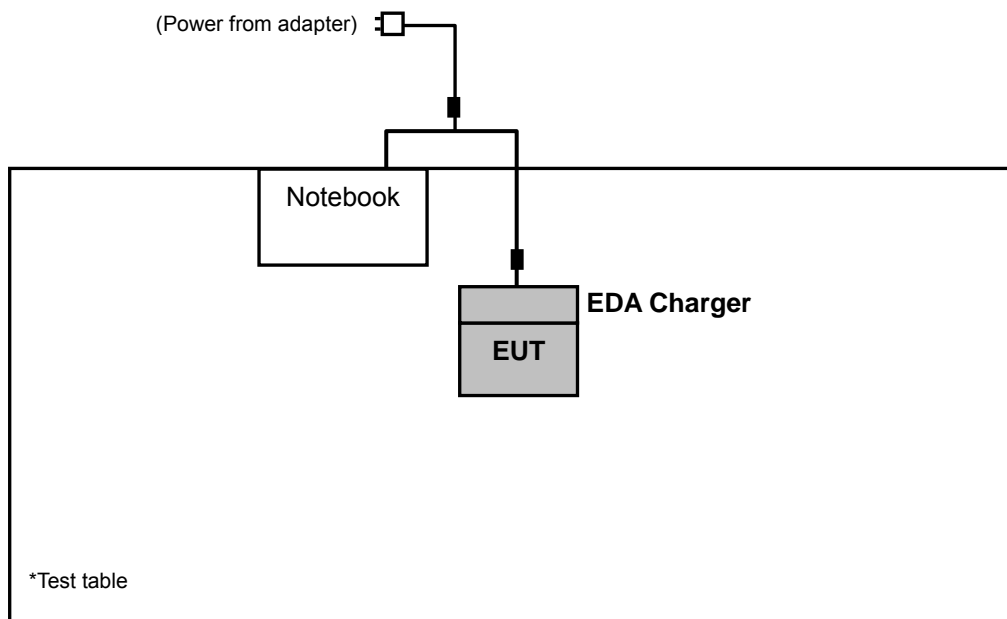 (Power from adapter)
Notebook
EDA Charger
EUT
*Test table